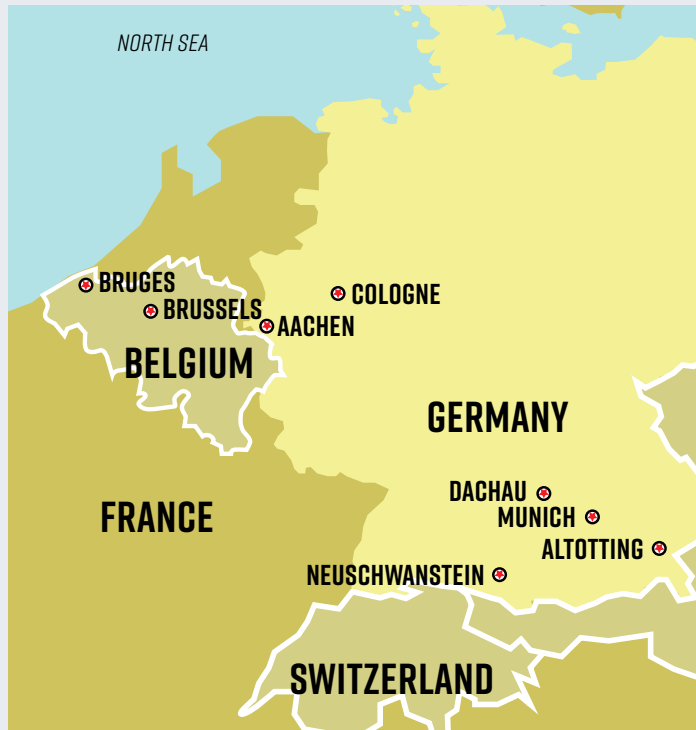 NORTH SEA
BRUGES
COLOGNE
BRUSSELS
AACHEN
BELGIUM
GERMANY
DACHAU
FRANCE
MUNICH
ALTOTTING
NEUSCHWANSTEIN
SWITZERLAND